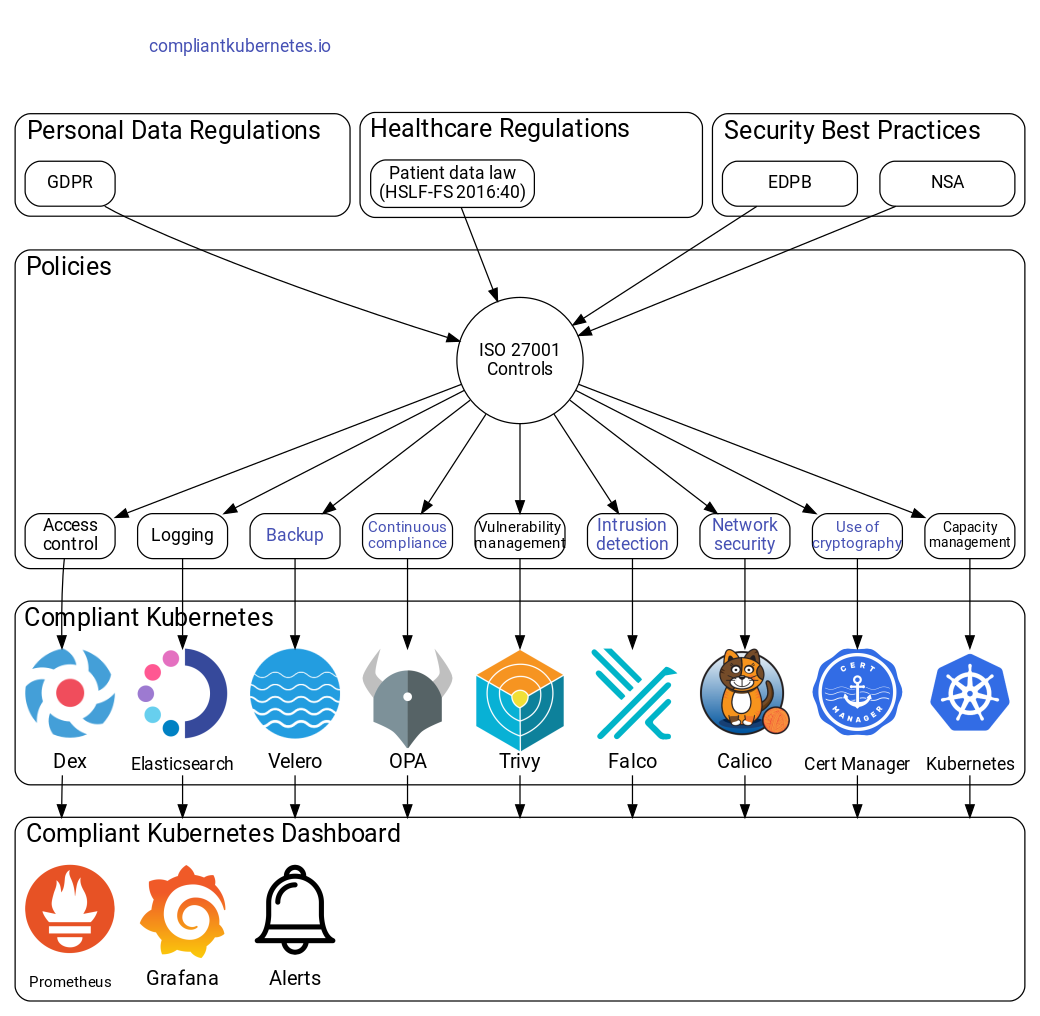 compliantkubernetes.io
Personal Data Regulations
Healthcare Regulations
Security Best Practices
GDPR
Patient data law
(HSLF-FS 2016:40)
EDPB
NSA
Policies
ISO 27001
Controls
Access
control
Logging
Backup
Continuous
compliance
Vulnerability
management
Intrusion
detection
Network
security
Use of
cryptography
Capacity
management
Compliant Kubernetes
CERT
MANAGER
Dex
Elasticsearch
Velero
OPA
Trivy
Falco
Calico
Cert Manager
Kubernetes
Compliant Kubernetes Dashboard
Prometheus
Grafana
Alerts